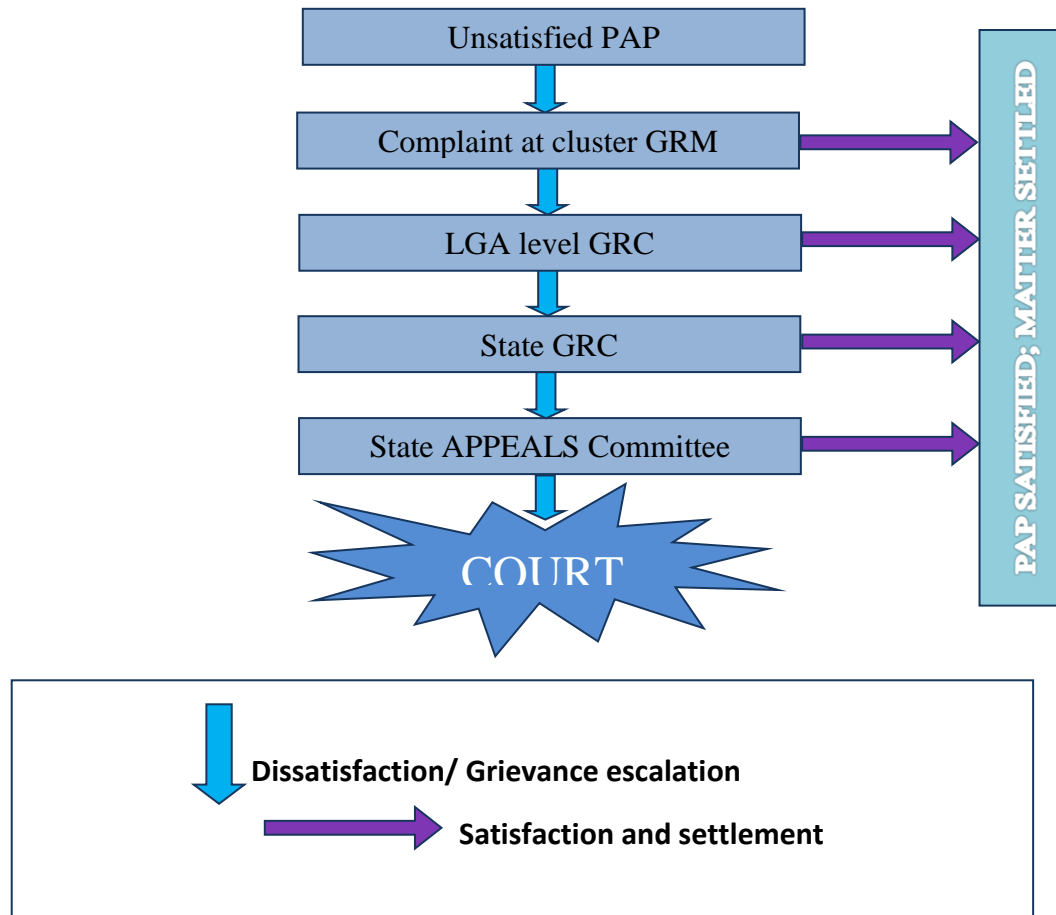 Unsatisfied PAP
Complaint at cluster GRM
LGA level GRC
State GRC
State APPEALS Committee
COURT
PAP SATISFIED; MATTER SETTLED
Dissatisfaction/ Grievance escalation
Satisfaction and settlement